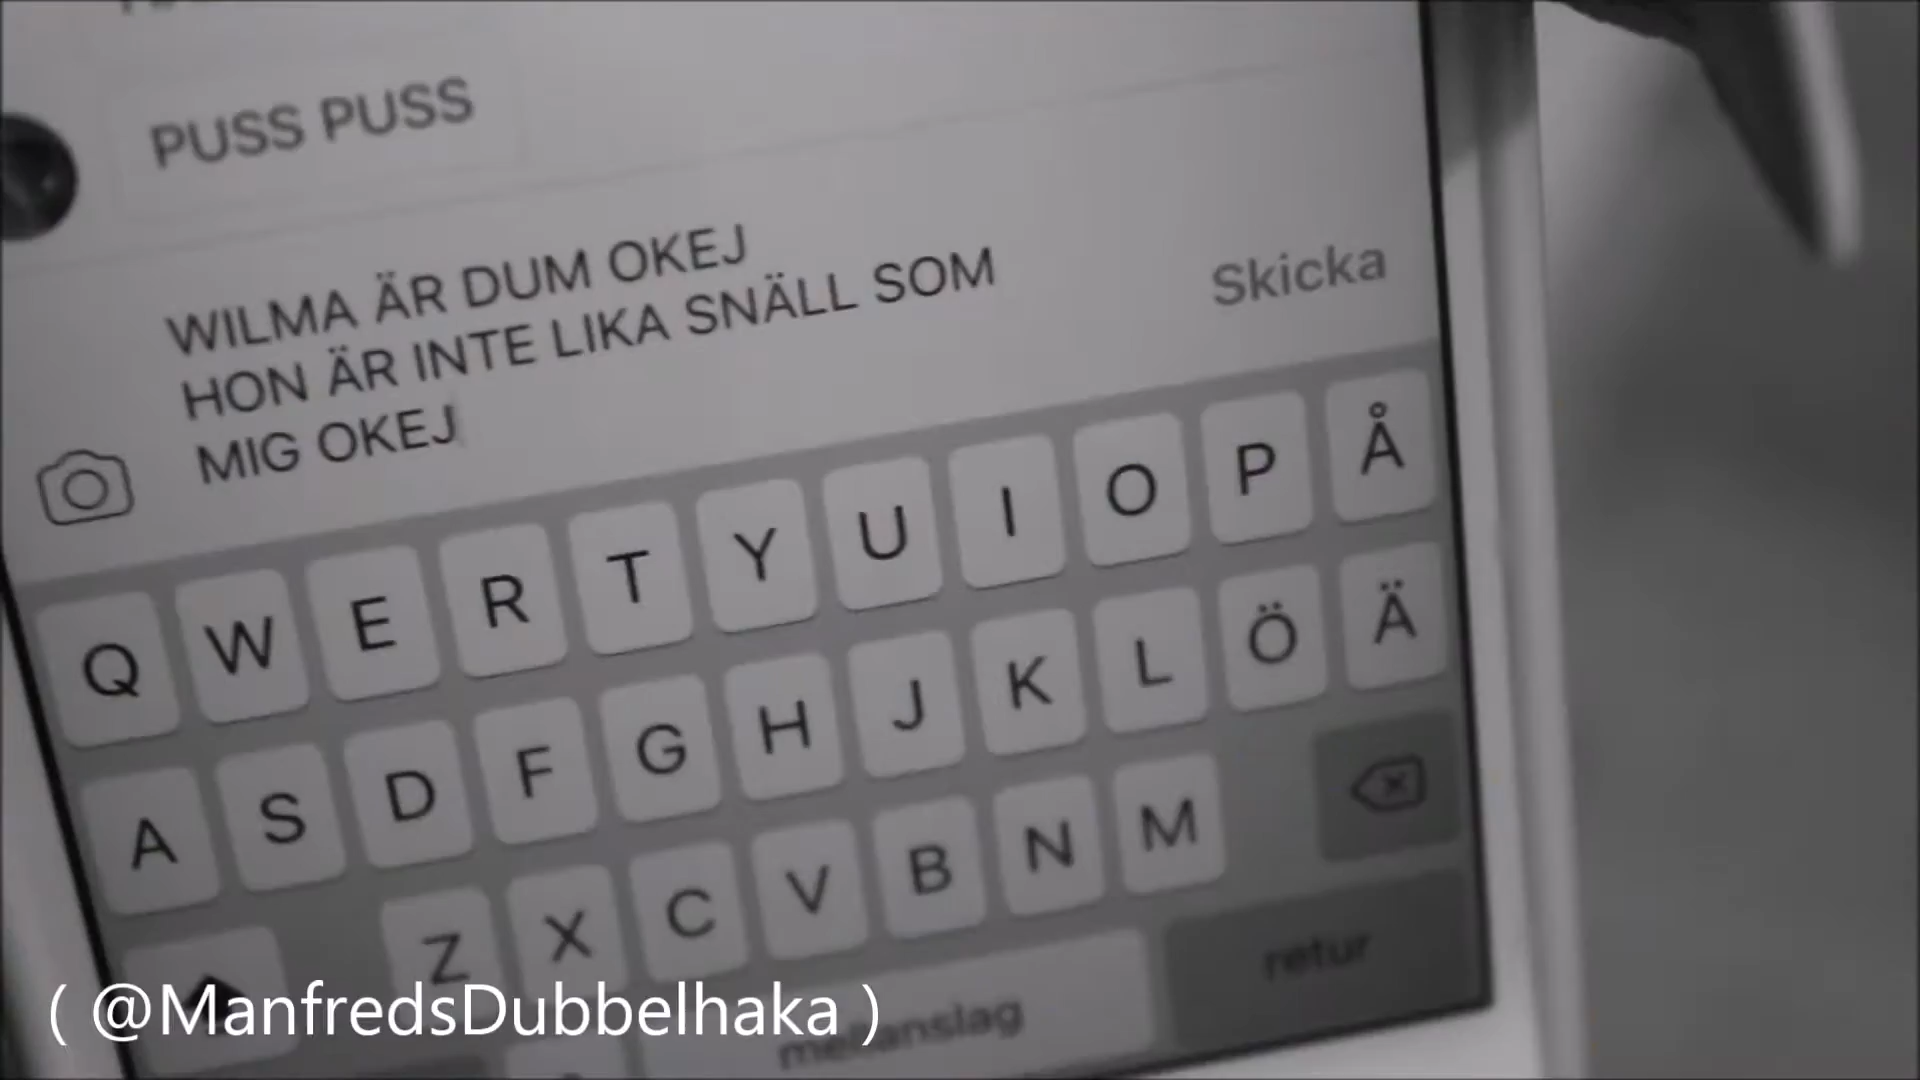 PUSS PUSS
WILMA ÄR DUM OKEJ
HON ÄR INTE LIKA SNÄLL SOM
MIG OKEJ
Skicka
Q W E R T Y U I O P Å
A S D F G H J K L Ö Ä
Z X C V B N M
mellanslag
retur
( @ManfredsDubbelhaka )